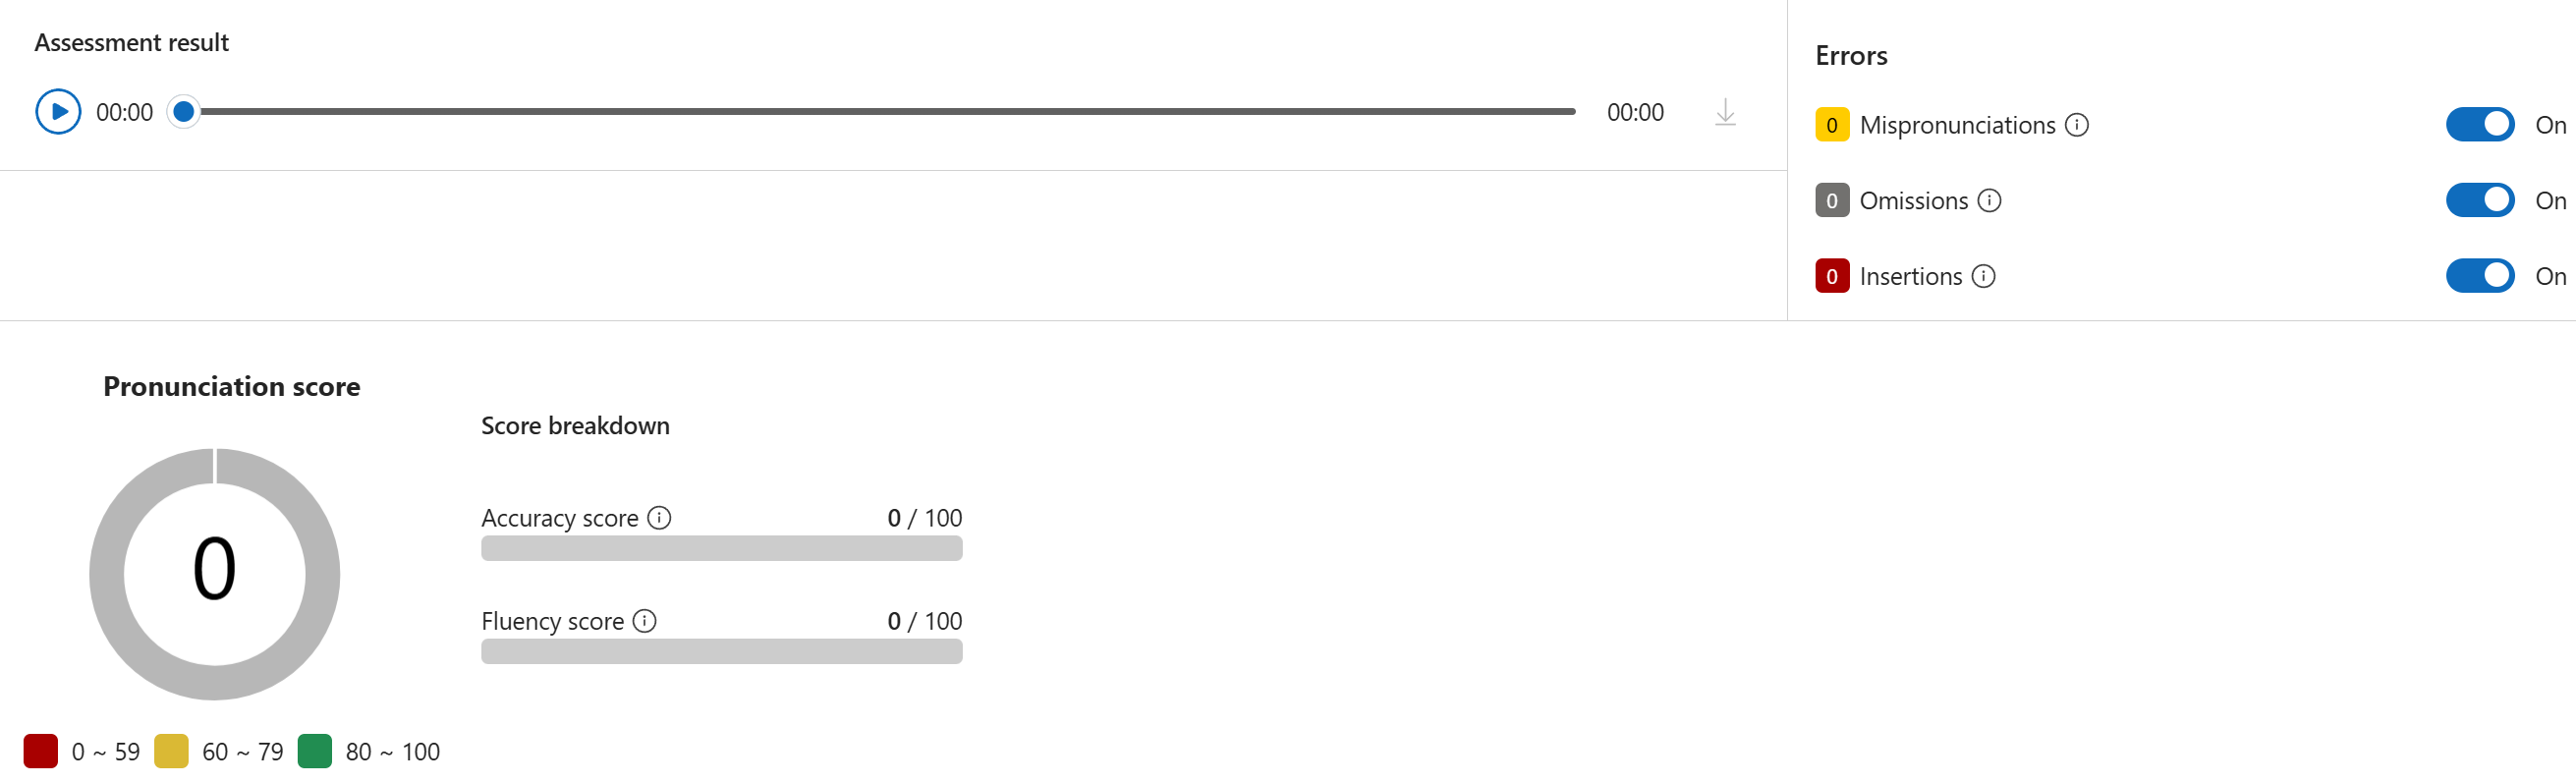 Assessment result
00:00
00:00
Errors
0 Mispronunciations
On
0 Omissions
On
0 Insertions
On
Pronunciation score
0
Score breakdown
Accuracy score
0 / 100
Fluency score
0 / 100
0 ~ 59
60 ~ 79
80 ~ 100